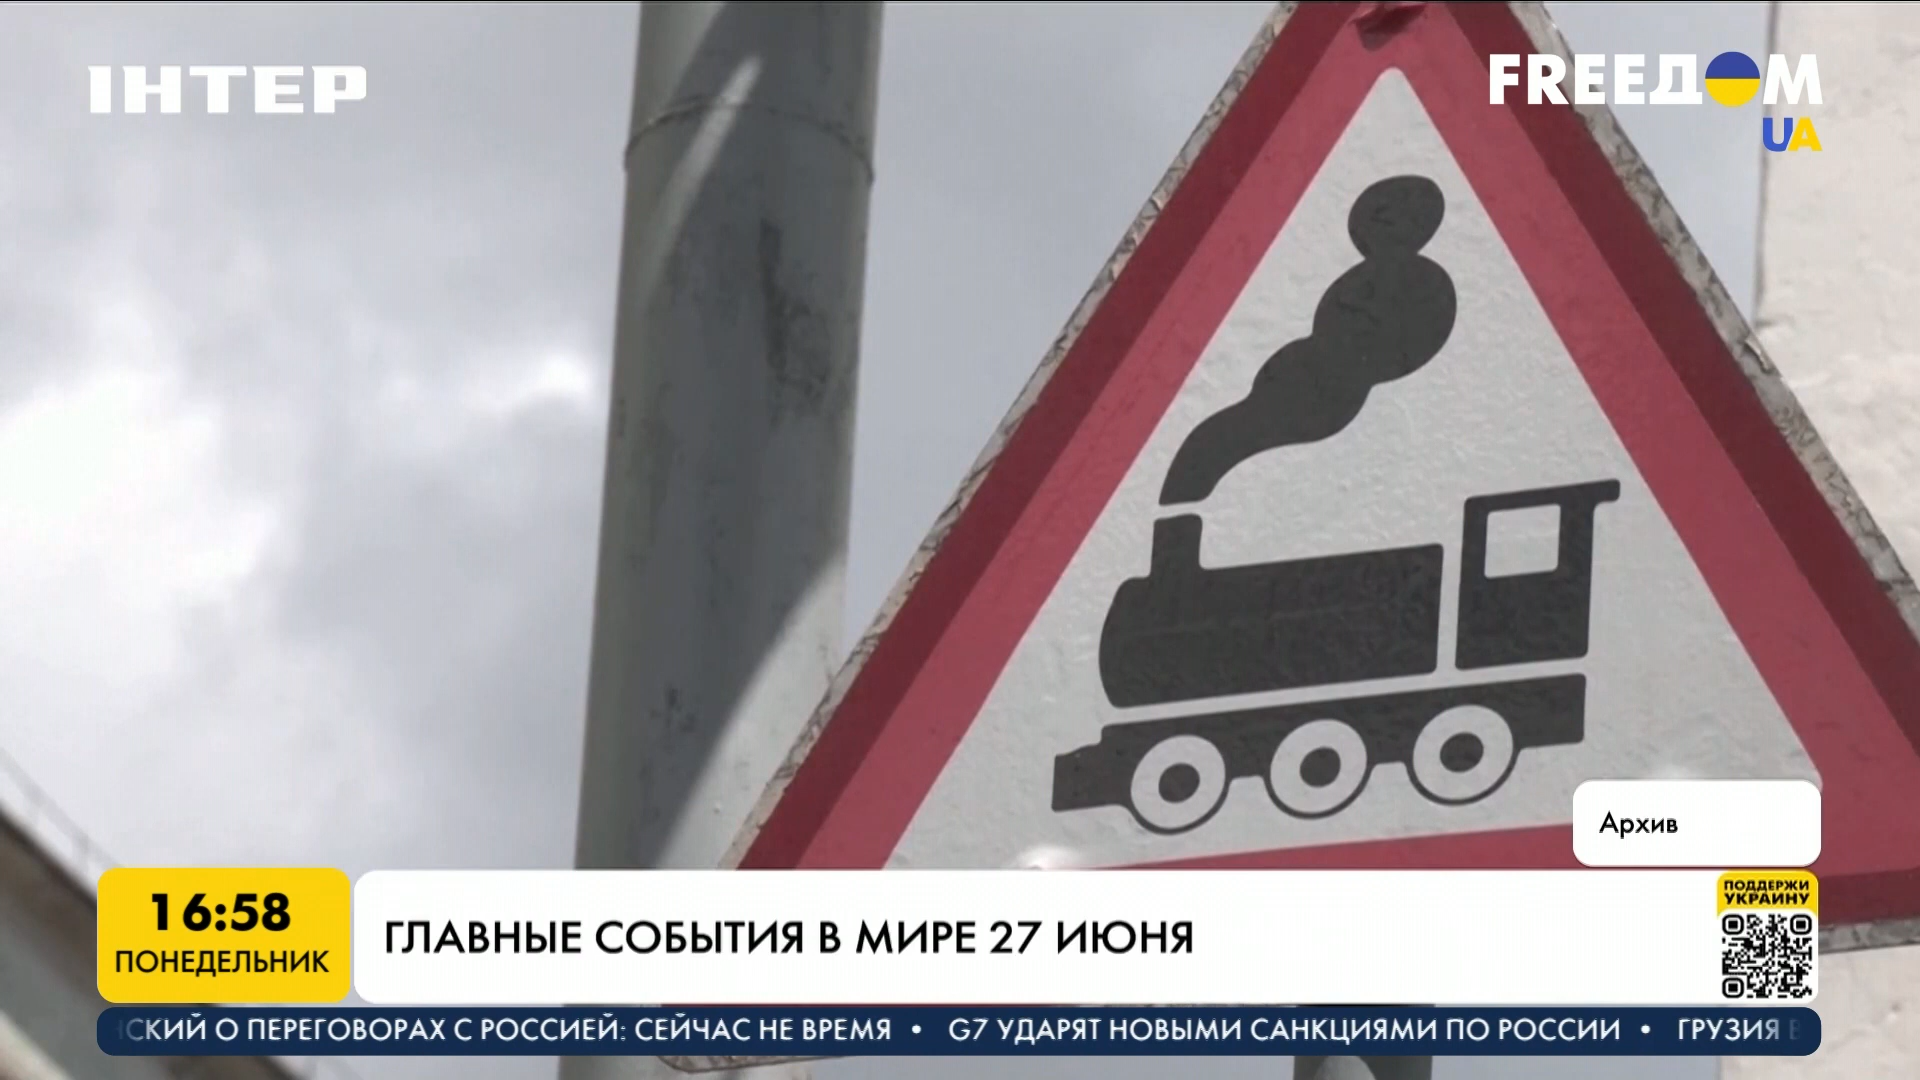 ІНТЕР
FREEДОМ
UA
Архив
16:58
ПОНЕДЕЛЬНИК
ГЛАВНЫЕ СОБЫТИЯ В МИРЕ 27 ИЮНЯ
ПОДДЕРЖИ
УКРАИНУ
СКИЙ О ПЕРЕГОВОРАХ С РОССИЕЙ: СЕЙЧАС НЕ ВРЕМЯ • G7 УДАРЯТ НОВЫМИ САНКЦИЯМИ ПО РОССИИ • ГРУЗИЯ В